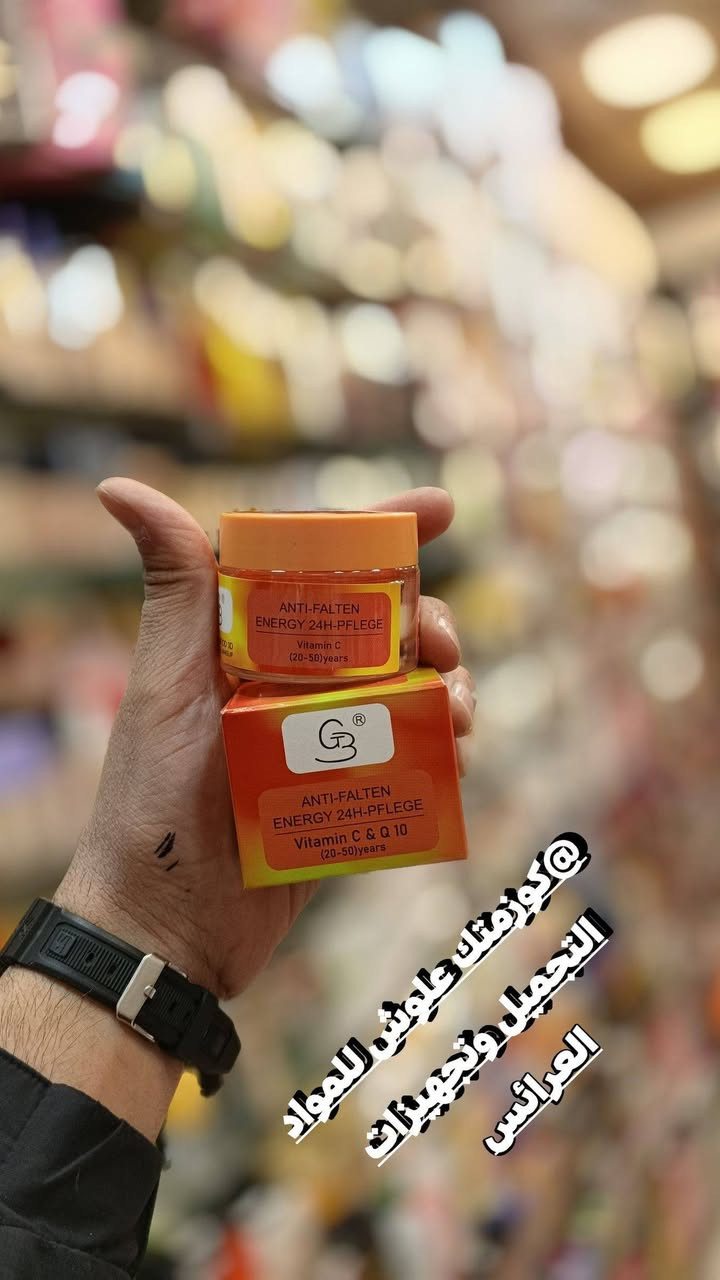 ANTI-FALTEN
ENERGY 24H-PFLEGE
Vitamin C
(20-50)years
GB®
ANTI-FALTEN
ENERGY 24H-PFLEGE
Vitamin C & Q 10
(20-50)years
@كوزمتك علوش للمواد
التجميل وتجهيزات
العرائس